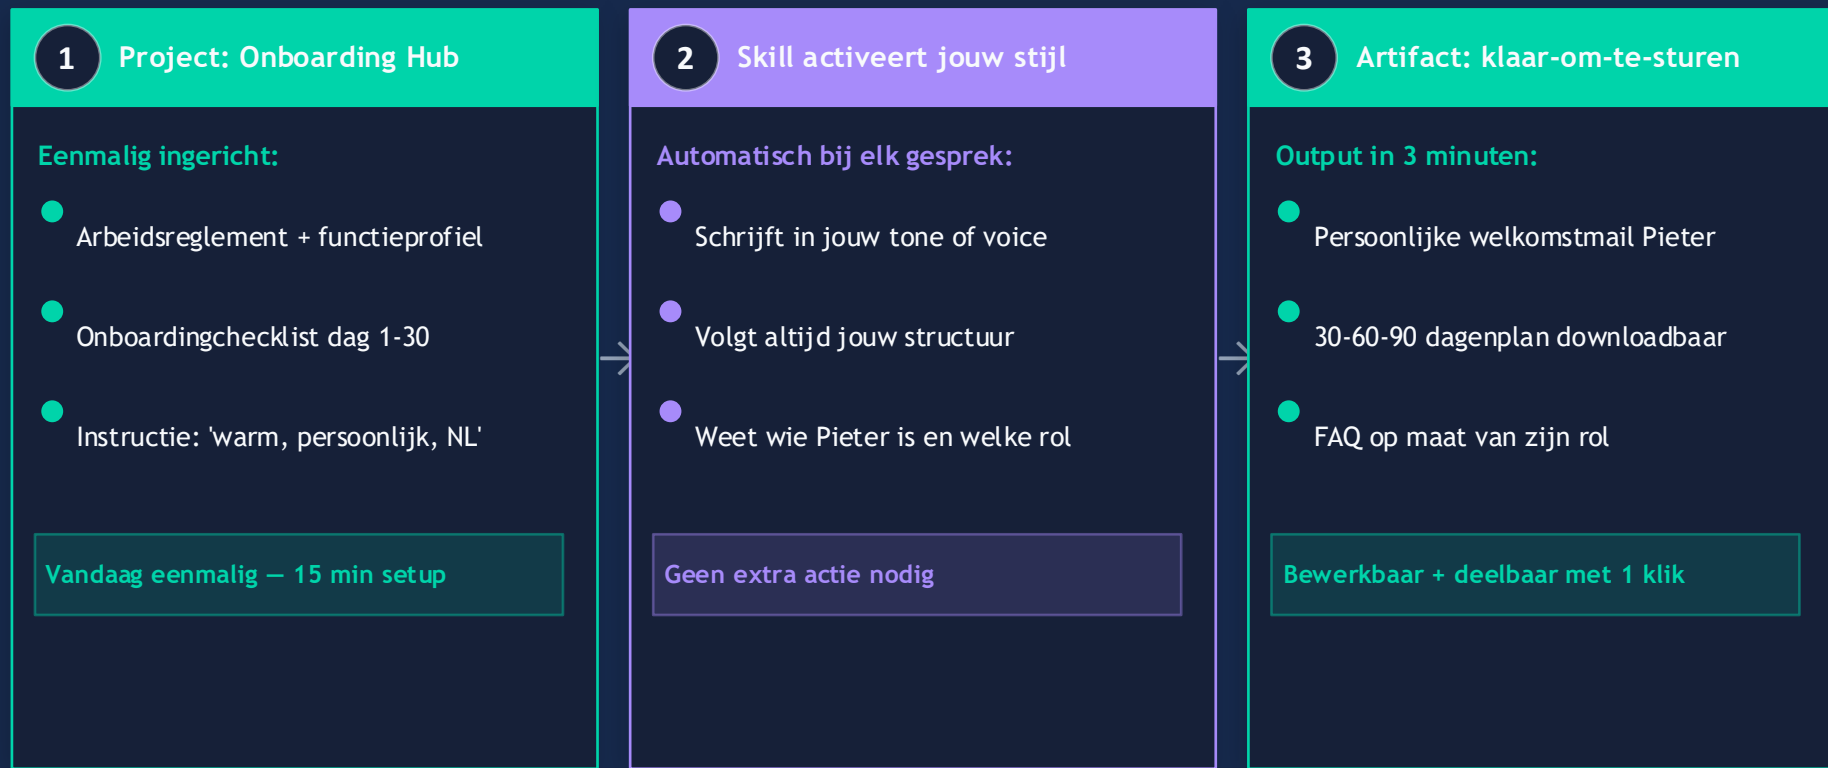 1
Project: Onboarding Hub
Eenmalig ingericht:
Arbeidsreglement + functieprofiel
Onboardingchecklist dag 1-30
Instructie: 'warm, persoonlijk, NL'
Vandaag eenmalig — 15 min setup
2
Skill activeert jouw stijl
Automatisch bij elk gesprek:
Schrijft in jouw tone of voice
Volgt altijd jouw structuur
Weet wie Pieter is en welke rol
Geen extra actie nodig
3
Artifact: klaar-om-te-sturen
Output in 3 minuten:
Persoonlijke welkomstmail Pieter
30-60-90 dagenplan downloadbaar
FAQ op maat van zijn rol
Bewerkbaar + deelbaar met 1 klik